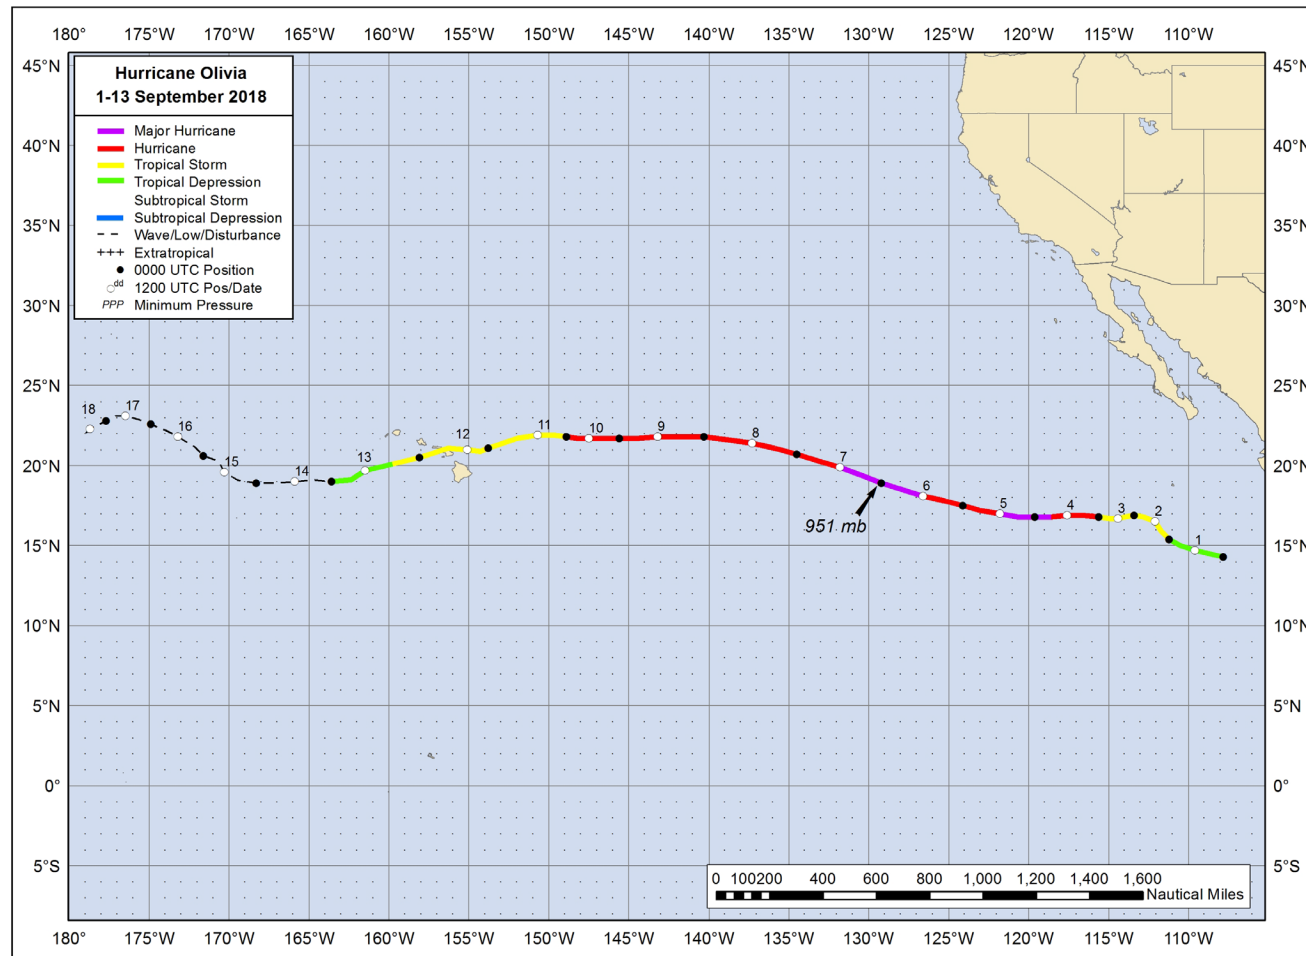 180° 175°W 170°W 165°W 160°W 155°W 150°W 145°W 140°W 135°W 130°W 125°W 120°W 115°W 110°W
45°N 45°N
Hurricane Olivia
1-13 September 2018
Major Hurricane
Hurricane
Tropical Storm
Tropical Depression
Subtropical Storm
Subtropical Depression
Wave/Low/Disturbance
+++ Extratropical
0000 UTC Position
dd 1200 UTC Pos/Date
PPP Minimum Pressure
40°N 40°N
35°N 35°N
30°N 30°N
25°N 25°N
18 17 16 15 14 13 12 11 10 9 8 7 6 5 4 3 2 1
20°N 20°N
951 mb
15°N 15°N
10°N 10°N
5°N 5°N
0° 0°
5°S 5°S
0 100 200 400 600 800 1,000 1,200 1,400 1,600
Nautical Miles
180° 175°W 170°W 165°W 160°W 155°W 150°W 145°W 140°W 135°W 130°W 125°W 120°W 115°W 110°W